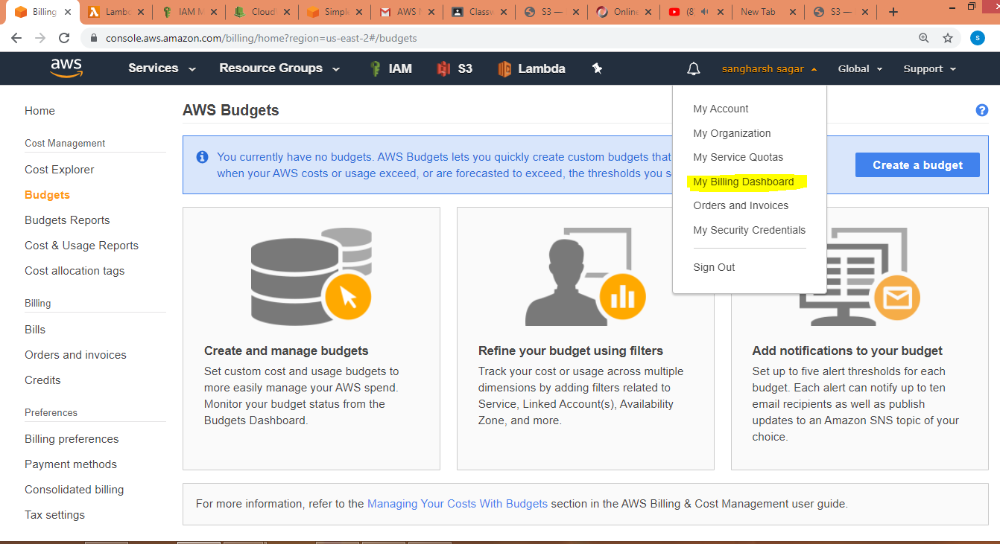 Billing
Lambd
IAM M
CloudW
Simple
AWS N
Classw
S3 —
Online
(8)
New Tab
S3 —
console.aws.amazon.com/billing/home?region=us-east-2#/budgets
s
aws
Services
Resource Groups
IAM
S3
Lambda
sangharsh sagar
Global
Support
My Account
My Organization
My Service Quotas
My Billing Dashboard
Orders and Invoices
My Security Credentials
Sign Out
Home
Cost Management
Cost Explorer
Budgets
Budgets Reports
Cost & Usage Reports
Cost allocation tags
Billing
Bills
Orders and invoices
Credits
Preferences
Billing preferences
Payment methods
Consolidated billing
Tax settings
AWS Budgets
?
You currently have no budgets. AWS Budgets lets you quickly create custom budgets that
when your AWS costs or usage exceed, or are forecasted to exceed, the thresholds you s
Create a budget
Create and manage budgets
Set custom cost and usage budgets to
more easily manage your AWS spend.
Monitor your budget status from the
Budgets Dashboard.
Refine your budget using filters
Track your cost or usage across multiple
dimensions by adding filters related to
Service, Linked Account(s), Availability
Zone, and more.
Add notifications to your budget
Set up to five alert thresholds for each
budget. Each alert can notify up to ten
email recipients as well as publish
updates to an Amazon SNS topic of your
choice.
For more information, refer to the Managing Your Costs With Budgets section in the AWS Billing & Cost Management user guide.